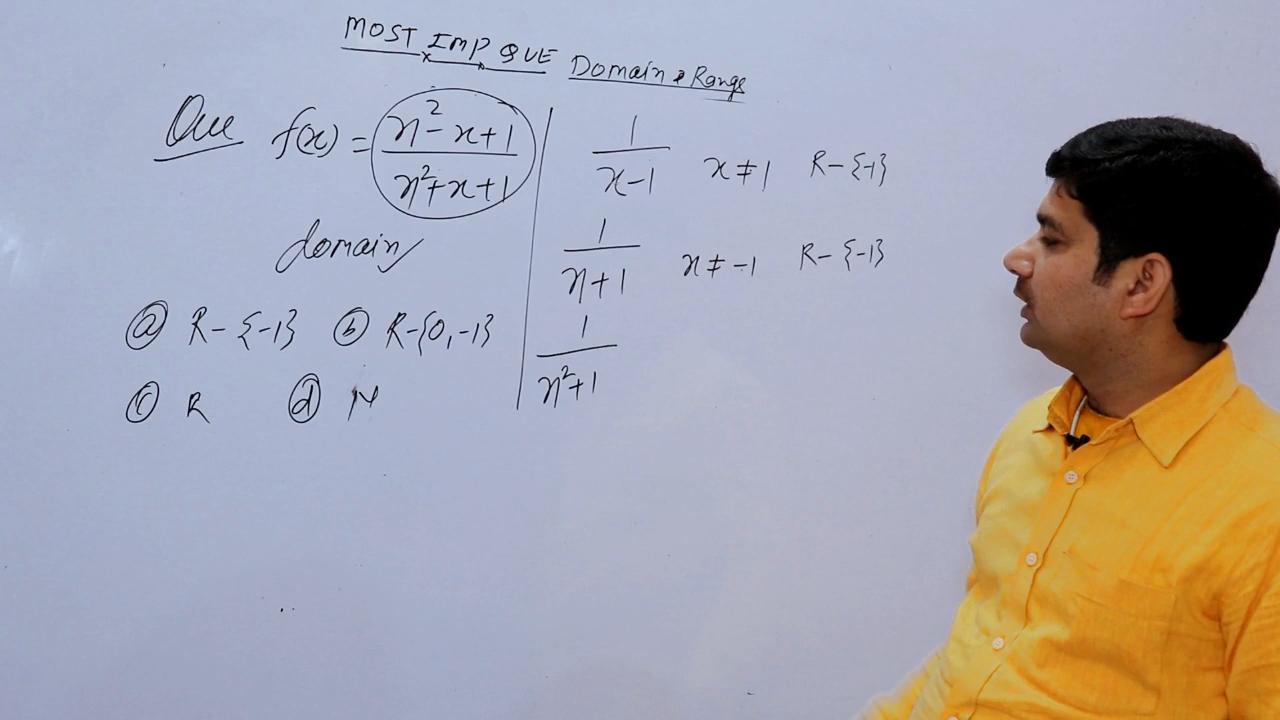 MOST IMP QUE Domain & Range
Que f(x) = x²-x+1 / x²+x+1
domain
(a) R-{-1} (b) R-{0,-1}
(c) R (d) N
1/x-1 x≠1 R-{-1}
1/x+1 x≠-1 R-{-1}
1/x²+1